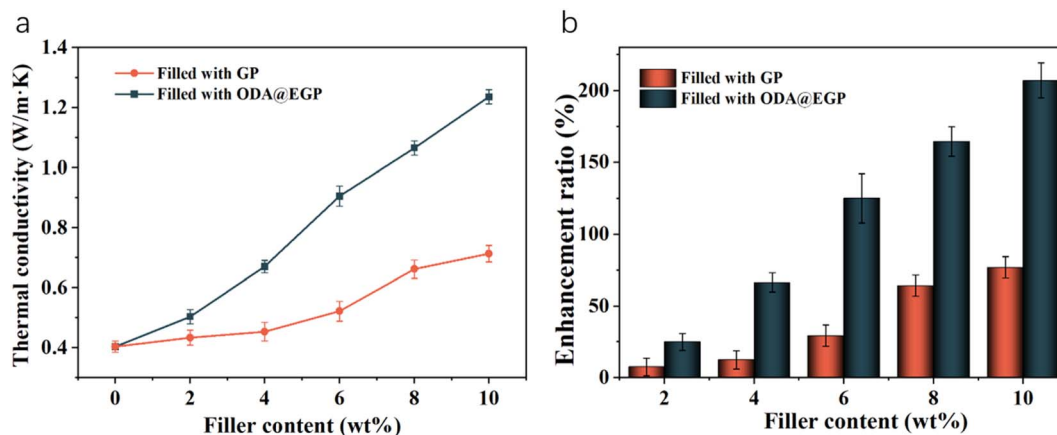 a
Thermal conductivity (W/m·K)
1.4
1.2
1.0
0.8
0.6
0.4
Filled with GP
Filled with ODA@EGP
0 2 4 6 8 10
Filler content (wt%)
b
Enhancement ratio (%)
200
150
100
50
0
Filled with GP
Filled with ODA@EGP
2 4 6 8 10
Filler content (wt%)